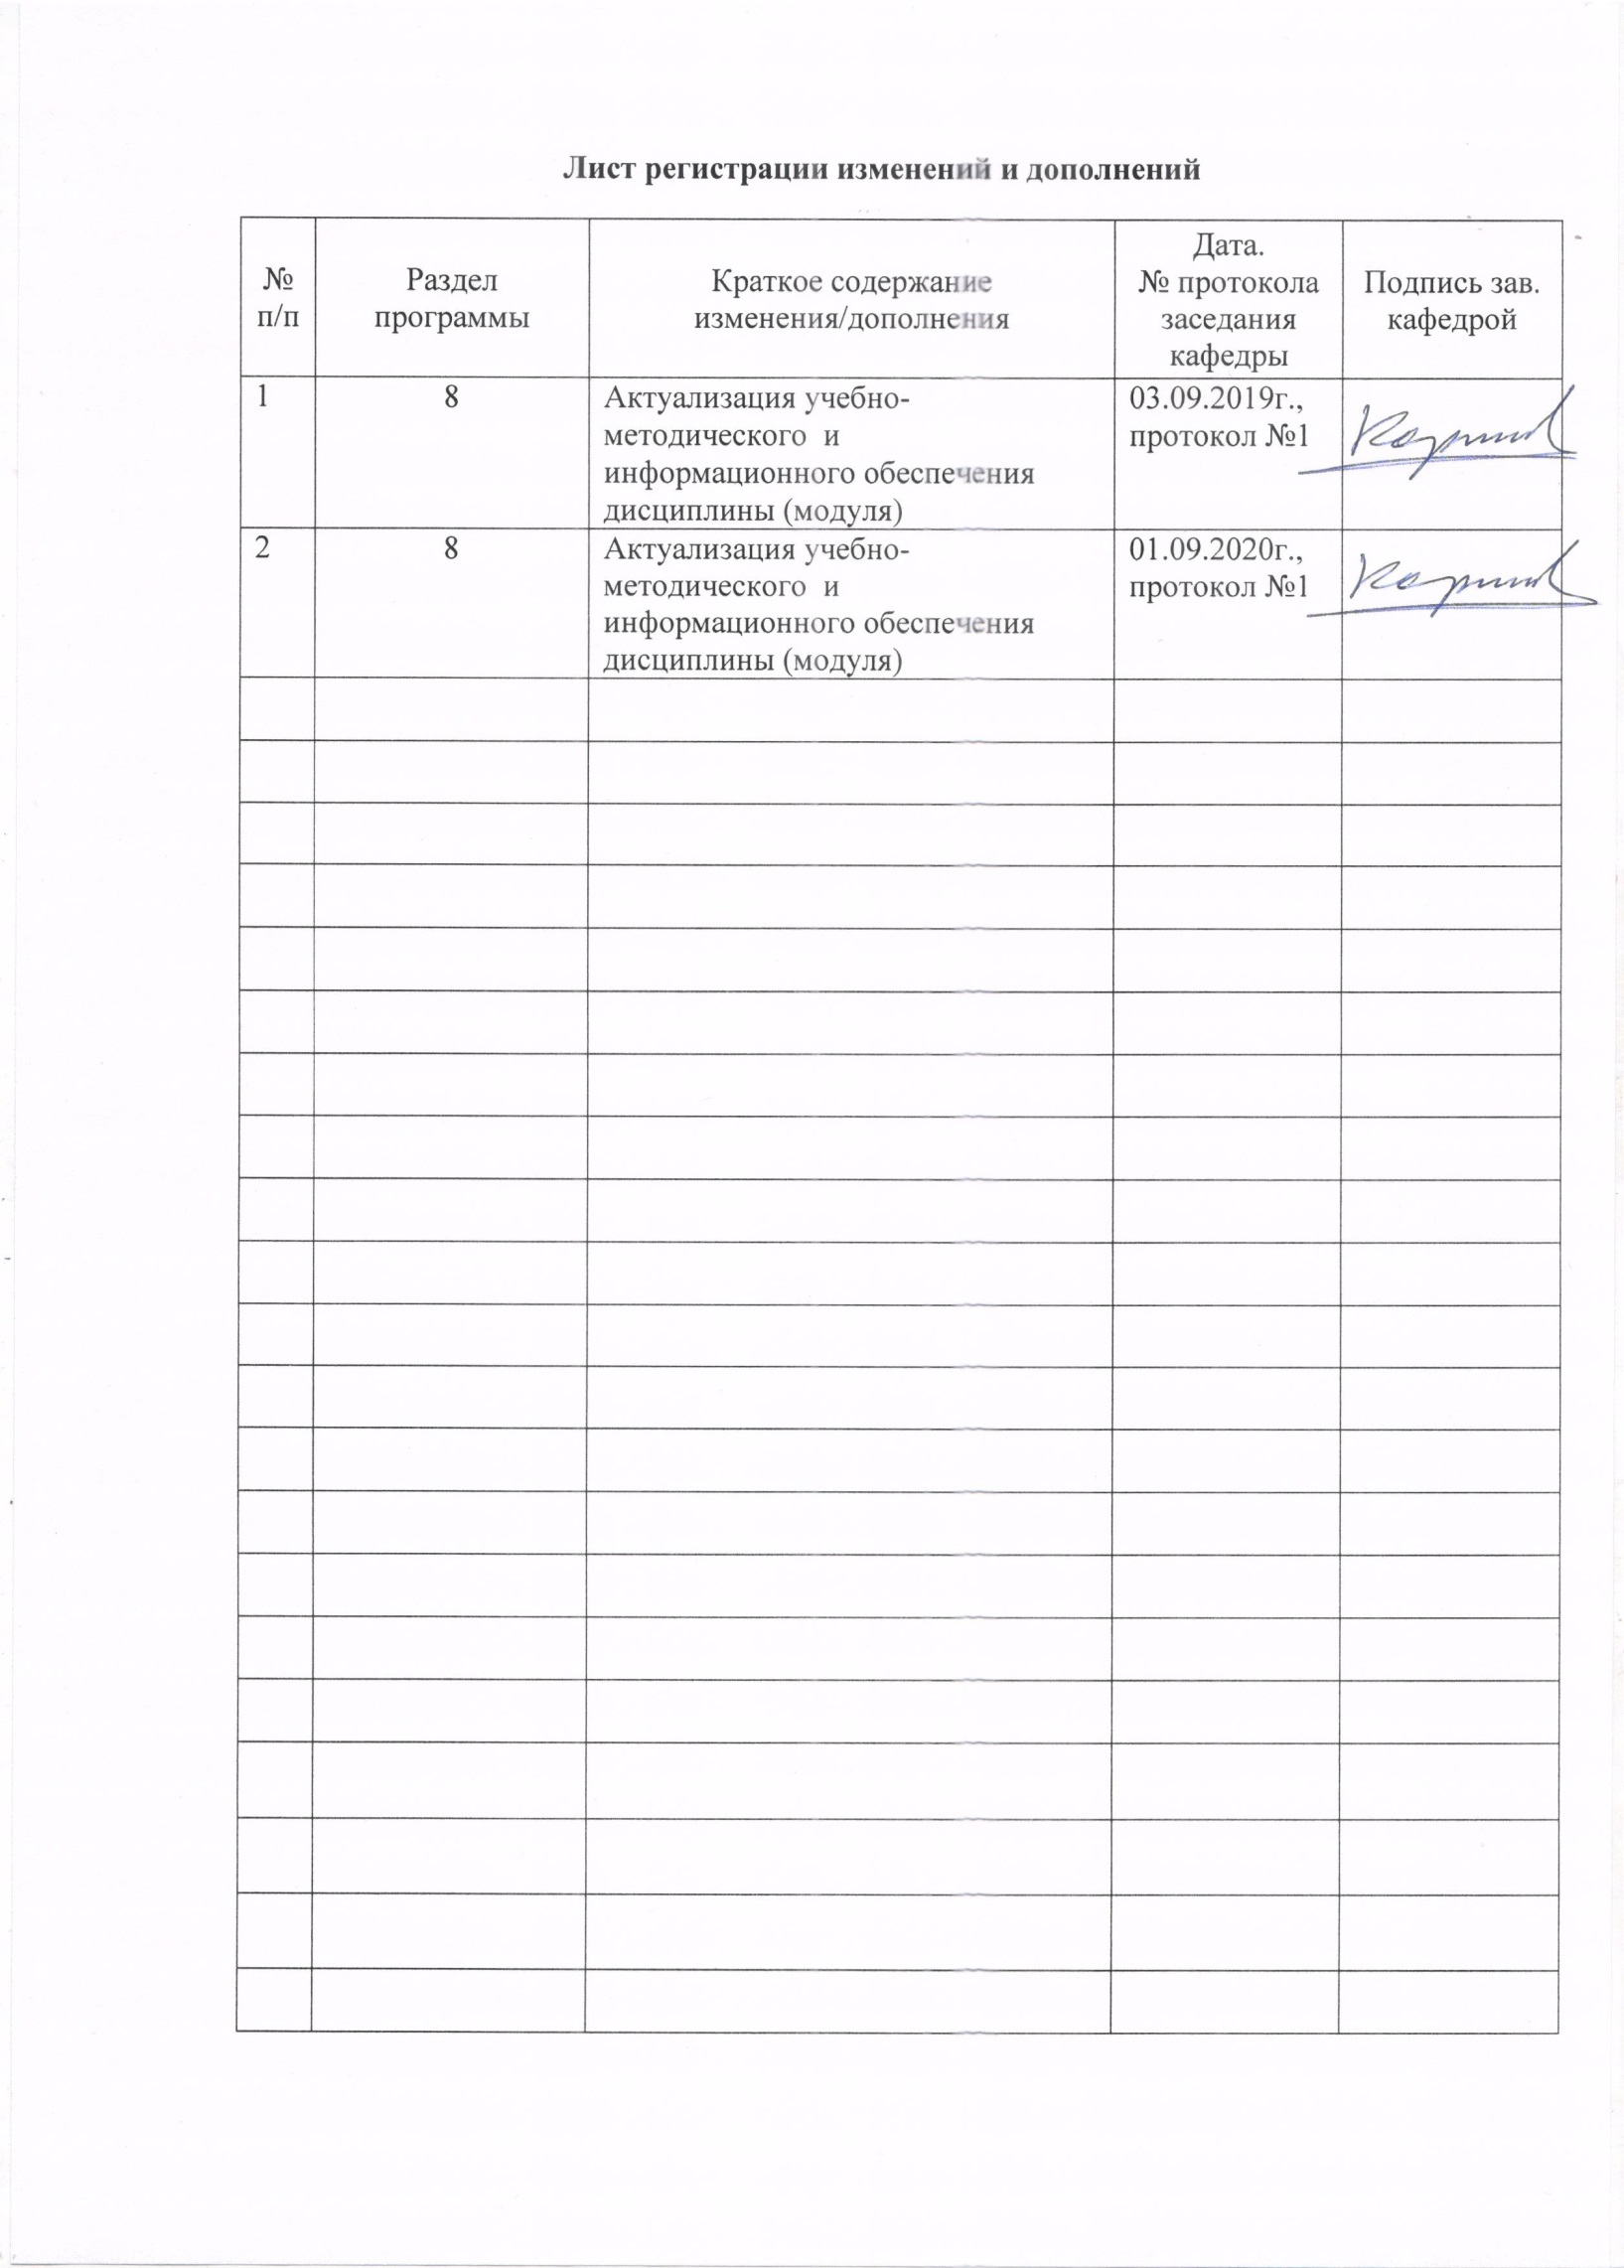 Лист регистрации изменений и дополнений
№
п/п
Раздел
программы
Краткое содержание
изменения/дополнения
Дата.
№ протокола
заседания
кафедры
Подпись зав.
кафедрой
1
8
Актуализация учебно-
методического и
информационного обеспечения
дисциплины (модуля)
03.09.2019г.,
протокол №1
2
8
Актуализация учебно-
методического и
информационного обеспечения
дисциплины (модуля)
01.09.2020г.,
протокол №1